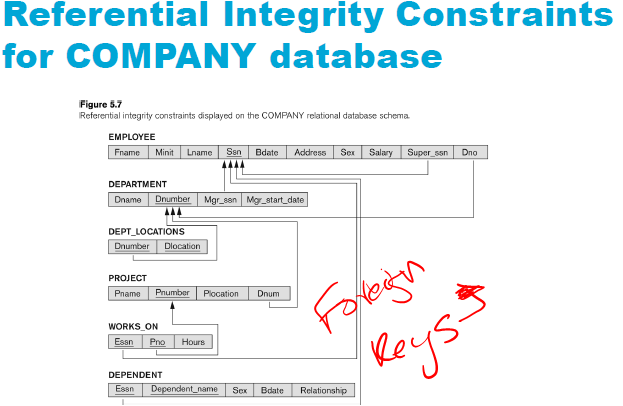 Referential Integrity Constraints
for COMPANY database
Figure 5.7
Referential integrity constraints displayed on the COMPANY relational database schema.
EMPLOYEE
Fname Minit Lname Ssn Bdate Address Sex Salary Super_ssn Dno
DEPARTMENT
Dname Dnumber Mgr_ssn Mgr_start_date
DEPT_LOCATIONS
Dnumber Dlocation
PROJECT
Pname Pnumber Plocation Dnum
Foreign
Keys
WORKS_ON
Essn Pno Hours
DEPENDENT
Essn Dependent_name Sex Bdate Relationship